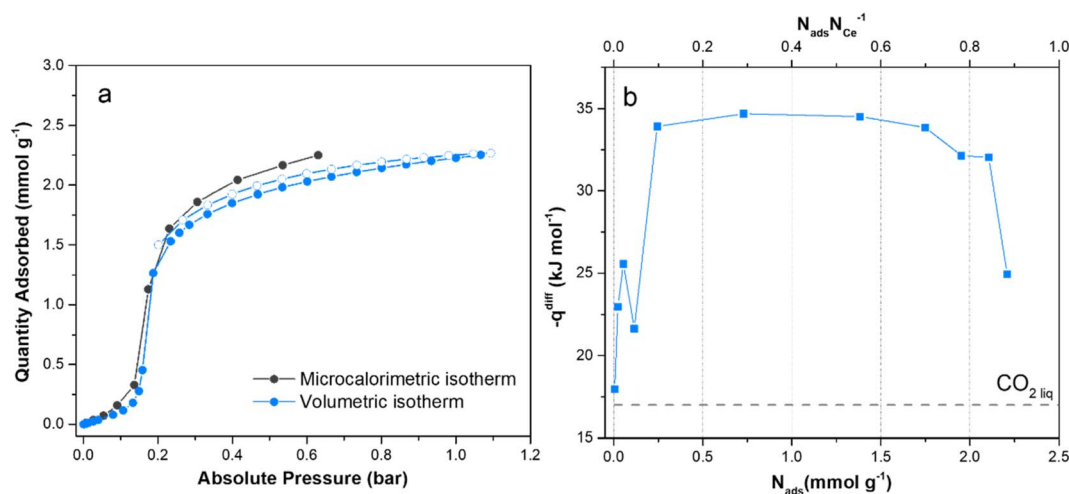 a
3.0
2.5
2.0
1.5
1.0
0.5
0.0
Quantity Adsorbed (mmol g⁻¹)
Microcalorimetric isotherm
Volumetric isotherm
0.0 0.2 0.4 0.6 0.8 1.0 1.2
Absolute Pressure (bar)
N_ads N_Ce⁻¹
0.0 0.2 0.4 0.6 0.8 1.0
b
35
30
25
20
15
-q^diff (kJ mol⁻¹)
CO₂ liq
0.0 0.5 1.0 1.5 2.0 2.5
N_ads (mmol g⁻¹)